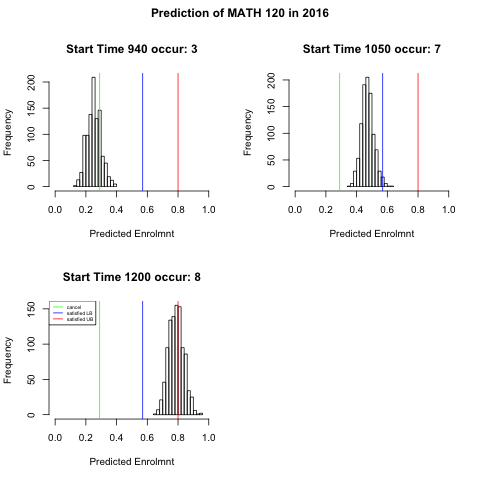 Prediction of MATH 120 in 2016
Start Time 940 occur: 3
Frequency
0 50 100 150 200
0.0 0.2 0.4 0.6 0.8 1.0
Predicted Enrolmnt
Start Time 1050 occur: 7
Frequency
0 50 100 150 200
0.0 0.2 0.4 0.6 0.8 1.0
Predicted Enrolmnt
Start Time 1200 occur: 8
cancel
satisfied LB
satisfied UB
Frequency
0 50 100 150
0.0 0.2 0.4 0.6 0.8 1.0
Predicted Enrolmnt